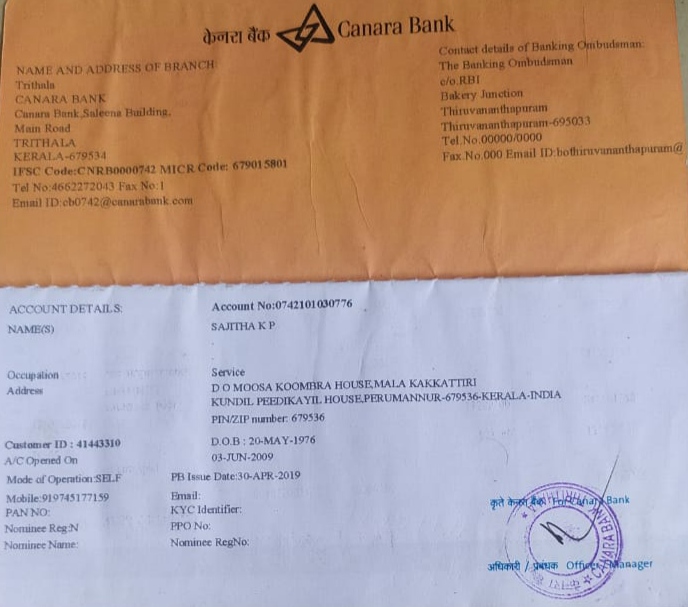 केनरा बैंक Canara Bank
NAME AND ADDRESS OF BRANCH
Trithala
CANARA BANK
Canara Bank,Saleena Building,
Main Road
TRITHALA
KERALA-679534
IFSC Code:CNRB0000742 MICR Code: 679015801
Tel No:4662272043 Fax No:1
Email ID:cb0742@canarabank.com
Contact details of Banking Ombudsman:
The Banking Ombudsman
c/o.RBI
Bakery Junction
Thiruvananthapuram
Thiruvananthapuram-695033
Tel.No.00000/0000
Fax.No.000 Email ID:bothiruvananthapuram@
ACCOUNT DETAILS: Account No:0742101030776
NAME(S) SAJITHA K P
Occupation Service
Address D O MOOSA KOOMBRA HOUSE,MALA KAKKATTIRI
KUNDIL PEEDIKAYIL HOUSE,PERUMANNUR-679536-KERALA-INDIA
PIN/ZIP number: 679536
Customer ID : 41443310 D.O.B : 20-MAY-1976
A/C Opened On 03-JUN-2009
Mode of Operation:SELF PB Issue Date:30-APR-2019
Mobile:919745177159 Email:
PAN NO: KYC Identifier:
Nominee Reg:N PPO No:
Nominee Name: Nominee RegNo:
कृते केनरा बैंक For Canara Bank
अधिकारी / प्रबंधक Officer Manager
CANARA BANK